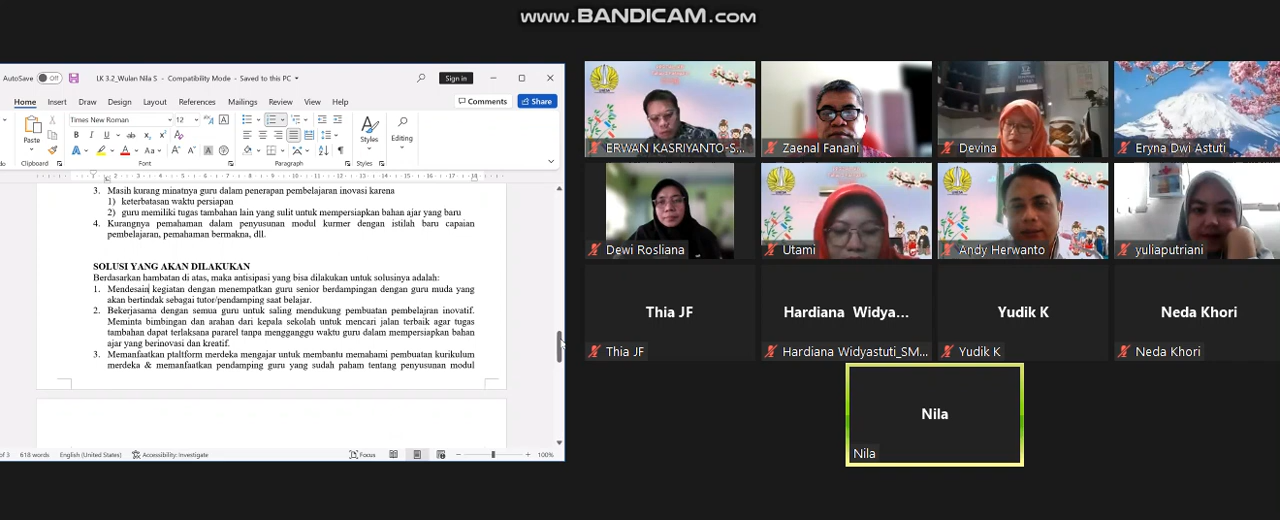 www.BANDICAM.com
AutoSave Off LK 3.2_Wulan Nila S - Compatibility Mode - Saved to this PC Sign in
Home Insert Draw Design Layout References Mailings Review View Help Comments Share
Times New Roman 12
Paste Styles Editing
Clipboard Font Paragraph Styles
3. Masih kurang minatnya guru dalam penerapan pembelajaran inovasi karena
1) keterbatasan waktu persiapan
2) guru memiliki tugas tambahan lain yang sulit untuk mempersiapkan bahan ajar yang baru
4. Kurangnya pemahaman dalam penyusunan modul kurmer dengan istilah baru capaian
pembelajaran, pemahaman bermakna, dll.
SOLUSI YANG AKAN DILAKUKAN
Berdasarkan hambatan di atas, maka antisipasi yang bisa dilakukan untuk solusinya adalah:
1. Mendesain kegiatan dengan menempatkan guru senior berdampingan dengan guru muda yang
akan bertindak sebagai tutor/pendamping saat belajar.
2. Bekerjasama dengan semua guru untuk saling mendukung pembuatan pembelajran inovatif.
Meminta bimbingan dan arahan dari kepala sekolah untuk mencari jalan terbaik agar tugas
tambahan dapat terlaksana pararel tanpa mengganggu waktu guru dalam mempersiapkan bahan
ajar yang berinovasi dan kreatif.
3. Memanfaatkan ptaltform merdeka mengajar untuk membantu memahami pembuatan kurikulum
merdeka & memanfaatkan pendamping guru yang sudah paham tentang penyusunan modul
of 3 618 words English (United States) Accessibility: Investigate Focus 100%
ERWAN KASRIYANTO-S...
Zaenal Fanani
Devina
Eryna Dwi Astuti
Dewi Rosliana
Utami
Andy Herwanto
yuliaputriani
Thia JF
Thia JF
Hardiana Widya...
Hardiana Widyastuti_SM...
Yudik K
Yudik K
Neda Khori
Neda Khori
Nila
Nila